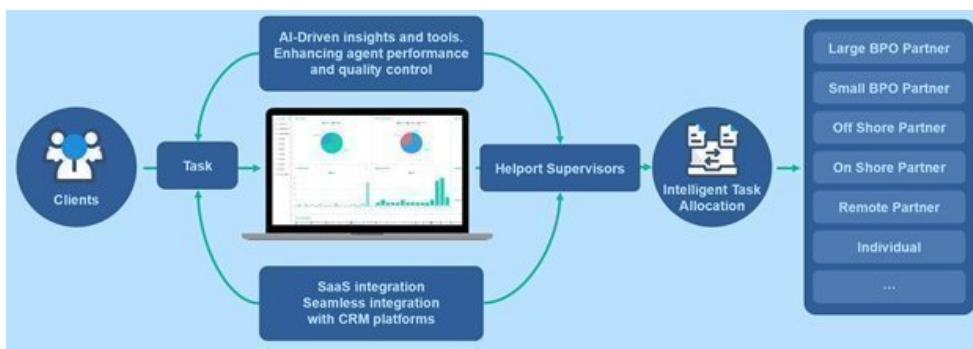 AI-Driven insights and tools.
Enhancing agent performance
and quality control
Clients
Task
Helport Supervisors
Intelligent Task
Allocation
SaaS integration
Seamless integration
with CRM platforms
Large BPO Partner
Small BPO Partner
Off Shore Partner
On Shore Partner
Remote Partner
Individual
...